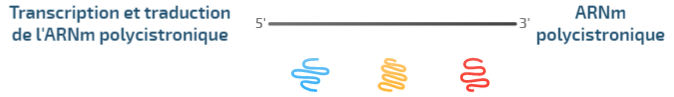 Transcription et traduction
de l'ARNm polycistronique
5'
3'
ARNm
polycistronique